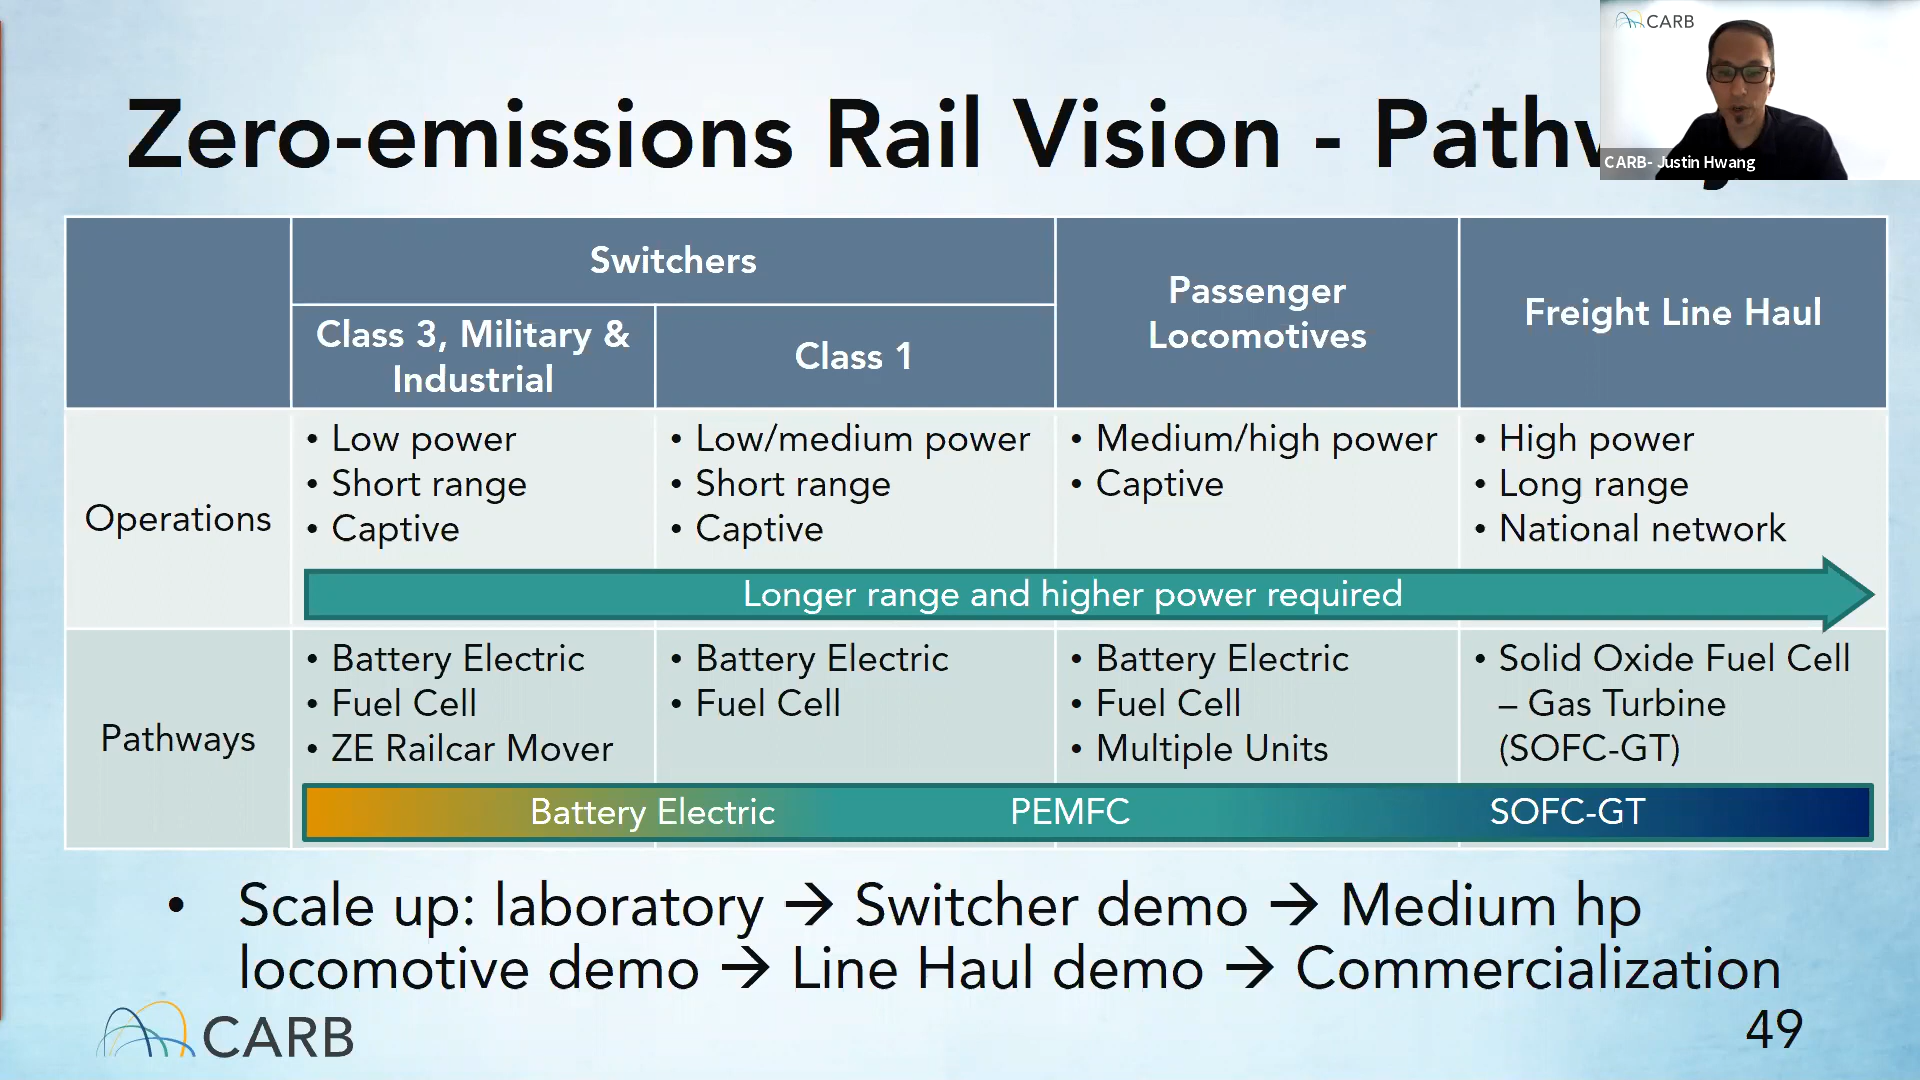 CARB
CARB- Justin Hwang
Zero-emissions Rail Vision -
Switchers
Class 3, Military &
Industrial
Class 1
Passenger
Locomotives
Freight Line Haul
Operations
• Low power
• Short range
• Captive
• Low/medium power
• Short range
• Captive
• Medium/high power
• Captive
• High power
• Long range
• National network
Longer range and higher power required
Pathways
• Battery Electric
• Fuel Cell
• ZE Railcar Mover
• Battery Electric
• Fuel Cell
• Battery Electric
• Fuel Cell
• Multiple Units
• Solid Oxide Fuel Cell
– Gas Turbine
(SOFC-GT)
Battery Electric
PEMFC
SOFC-GT
• Scale up: laboratory → Switcher demo → Medium hp
locomotive demo → Line Haul demo → Commercialization
CARB
49